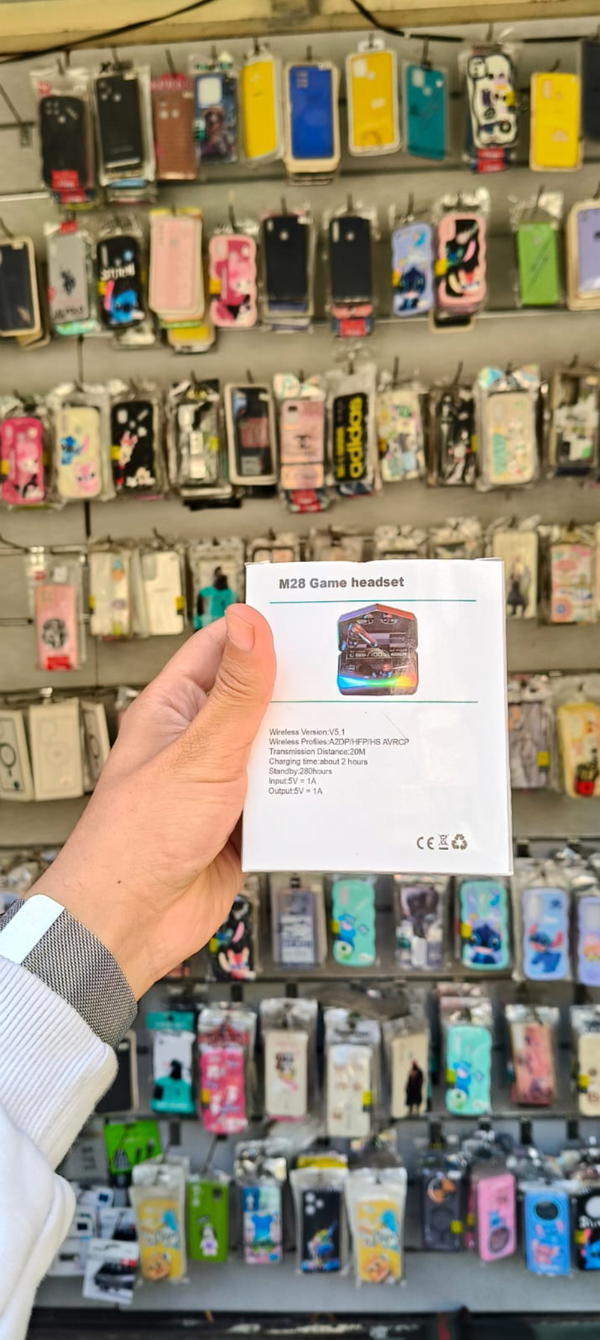 adidas
M28 Game headset
Wireless Version:V5.1
Wireless Profiles:A2DP/HFP/HS AVRCP
Transmission Distance:20M
Charging time:about 2 hours
Standby:280hours
Input:5V = 1A
Output:5V = 1A
CE